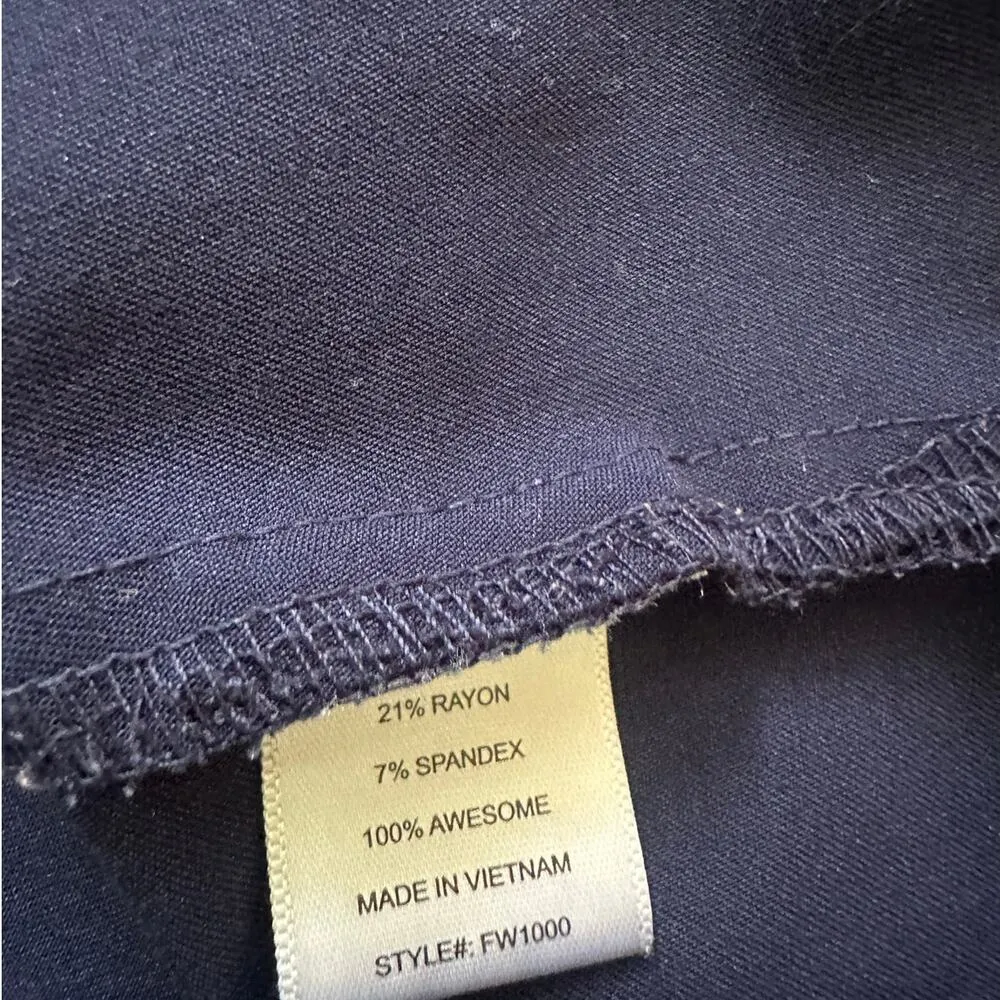 21% RAYON
7% SPANDEX
100% AWESOME
MADE IN VIETNAM
STYLE#: FW1000